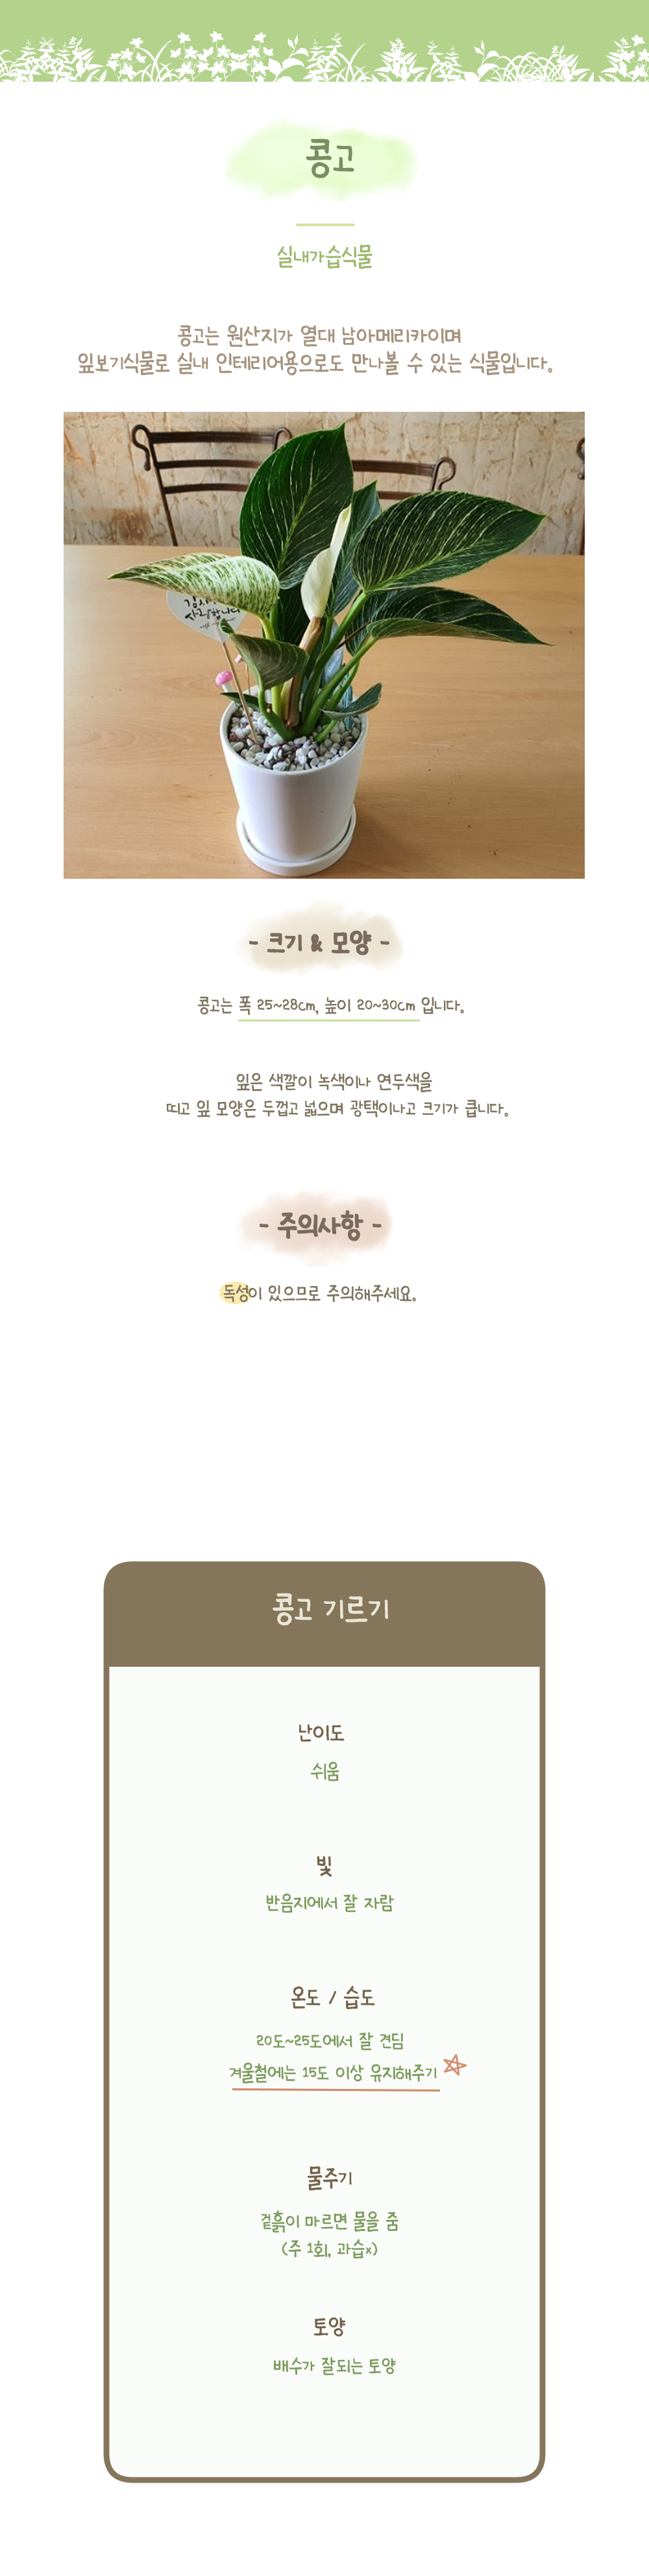 콩고
실내가습식물
콩고는 원산지가 열대 남아메리카이며
잎보기식물로 실내 인테리어용으로도 만나볼 수 있는 식물입니다.
사랑합니다
- 크기 & 모양 -
콩고는 폭 25~28cm, 높이 20~30cm 입니다.
잎은 색깔이 녹색이나 연두색을
띠고 잎 모양은 두껍고 넓으며 광택이나고 크기가 큽니다.
- 주의사항 -
독성이 있으므로 주의해주세요.
콩고 기르기
난이도
쉬움
빛
반음지에서 잘 자람
온도 / 습도
20도~25도에서 잘 견딤
겨울철에는 15도 이상 유지해주기
물주기
겉흙이 마르면 물을 줌
(주 1회, 과습x)
토양
배수가 잘되는 토양